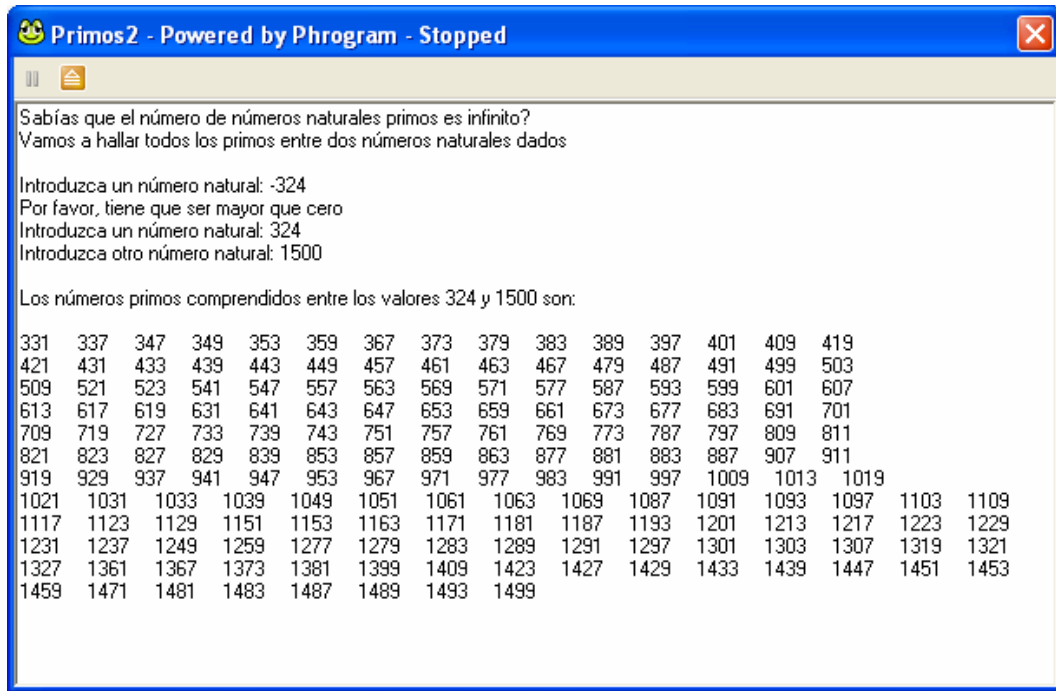 Primos2 - Powered by Phrogram - Stopped
Sabías que el número de números naturales primos es infinito?
Vamos a hallar todos los primos entre dos números naturales dados
Introduzca un número natural: -324
Por favor, tiene que ser mayor que cero
Introduzca un número natural: 324
Introduzca otro número natural: 1500
Los números primos comprendidos entre los valores 324 y 1500 son:
331 337 347 349 353 359 367 373 379 383 389 397 401 409 419
421 431 433 439 443 449 457 461 463 467 479 487 491 499 503
509 521 523 541 547 557 563 569 571 577 587 593 599 601 607
613 617 619 631 641 643 647 653 659 661 673 677 683 691 701
709 719 727 733 739 743 751 757 761 769 773 787 797 809 811
821 823 827 829 839 853 857 859 863 877 881 883 887 907 911
919 929 937 941 947 953 967 971 977 983 991 997 1009 1013 1019
1021 1031 1033 1039 1049 1051 1061 1063 1069 1087 1091 1093 1097 1103 1109
1117 1123 1129 1151 1153 1163 1171 1181 1187 1193 1201 1213 1217 1223 1229
1231 1237 1249 1259 1277 1279 1283 1289 1291 1297 1301 1303 1307 1319 1321
1327 1361 1367 1373 1381 1399 1409 1423 1427 1429 1433 1439 1447 1451 1453
1459 1471 1481 1483 1487 1489 1493 1499